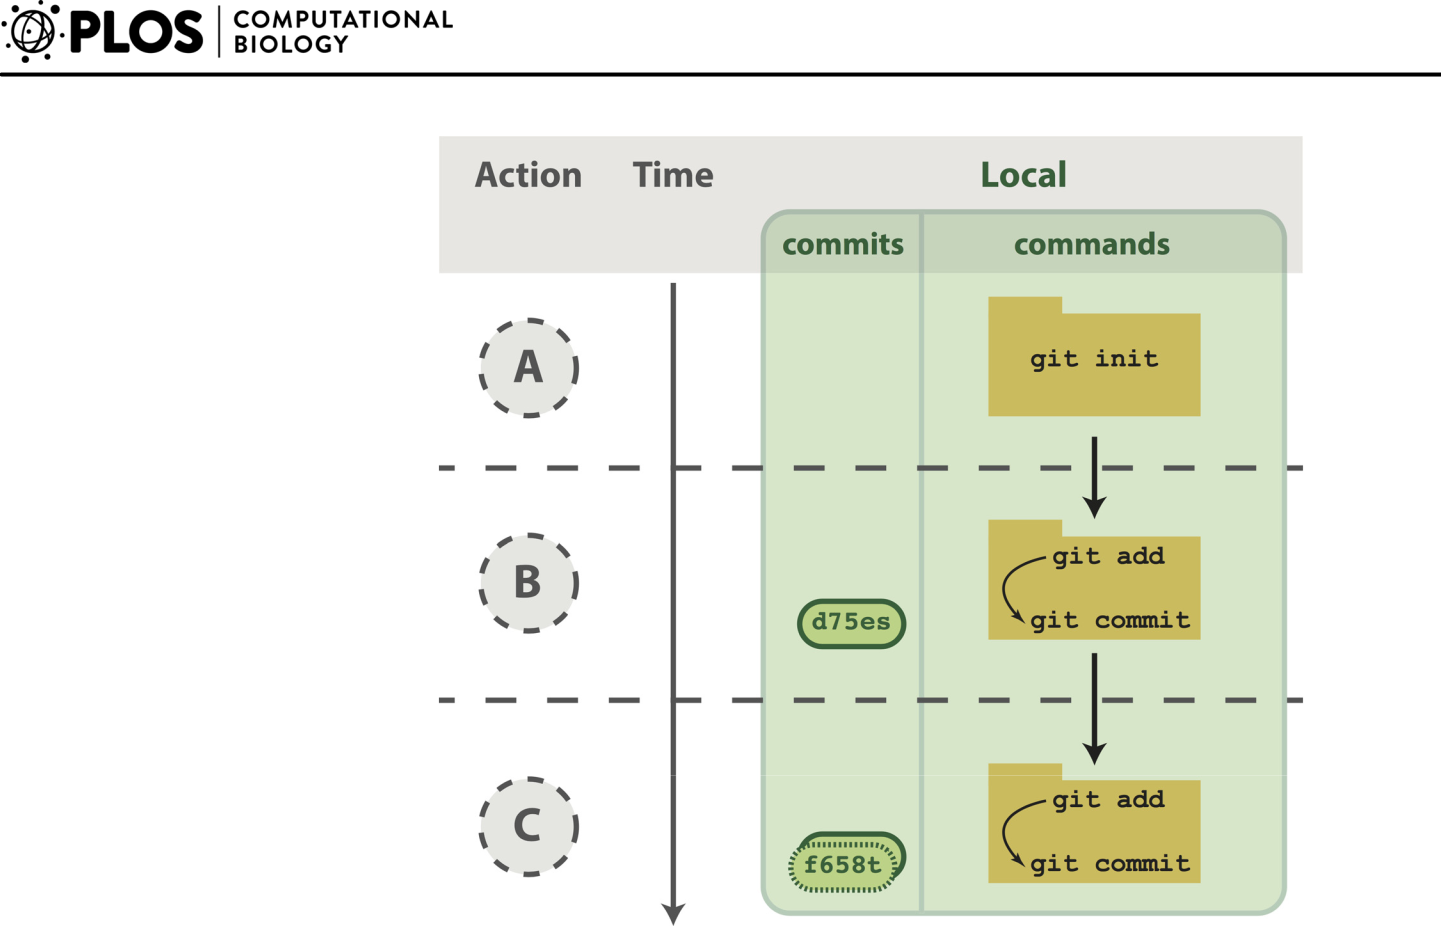 PLOS
COMPUTATIONAL
BIOLOGY
Action Time Local
commits commands
A
git init
B
git add
d75es
git commit
C
git add
f658t
git commit